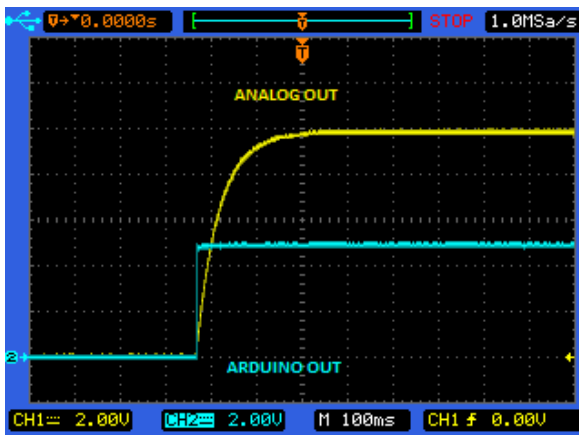 T→▼0.0000s T STOP 1.0MSa/s
T
ANALOG OUT
2
ARDUINO OUT
CH1 2.00V CH2 2.00V M 100ms CH1 0.00V